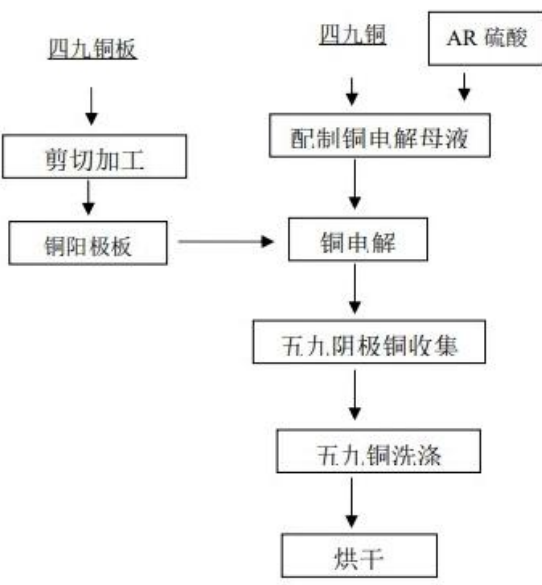 四九铜板
四九铜
AR 硫酸
剪切加工
配制铜电解母液
铜阳极板
铜电解
五九阴极铜收集
五九铜洗涤
烘干